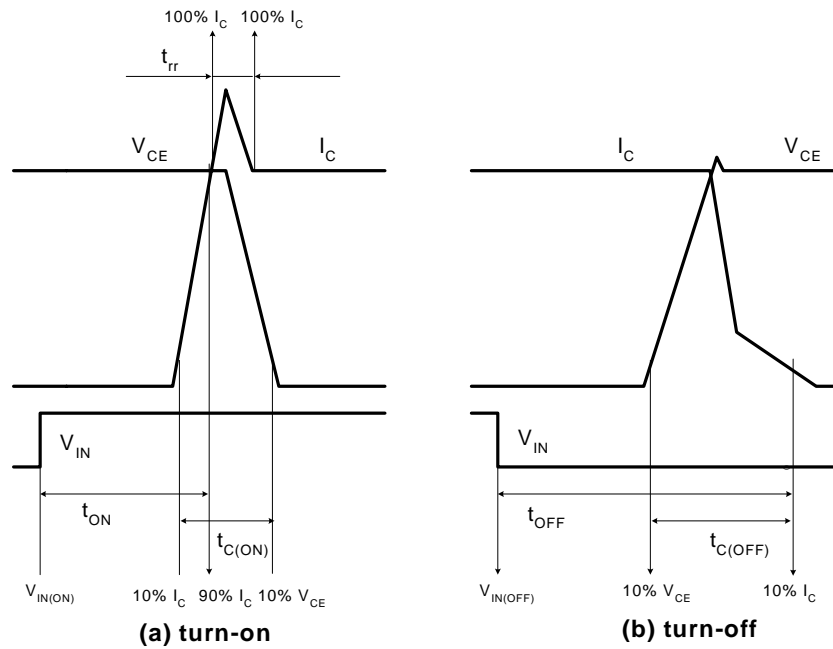 100% I_C 100% I_C
t_rr
V_CE I_C
I_C V_CE
V_IN
V_IN
t_ON
t_C(ON)
t_OFF
t_C(OFF)
V_IN(ON) 10% I_C 90% I_C 10% V_CE
V_IN(OFF) 10% V_CE 10% I_C
(a) turn-on
(b) turn-off